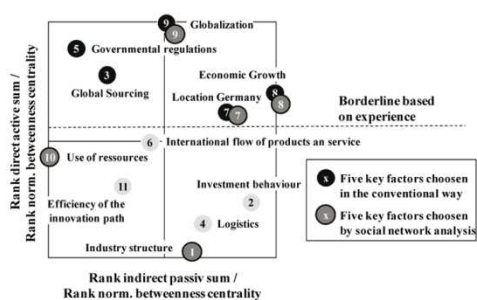 9
Globalization
9
5
Governmental regulations
3
Global Sourcing
Economic Growth
8
8
Location Germany
7
7
Borderline based
on experience
6
International flow of products an service
10
Use of ressources
11
Efficiency of the
innovation path
Investment behaviour
2
4
Logistics
Industry structure
1
x
Five key factors choosen
in the conventional way
x
Five key factors choosen
by social network analysis
Rank direct active sum /
Rank norm. betweenness centrality
Rank indirect passiv sum /
Rank norm. betweenness centrality